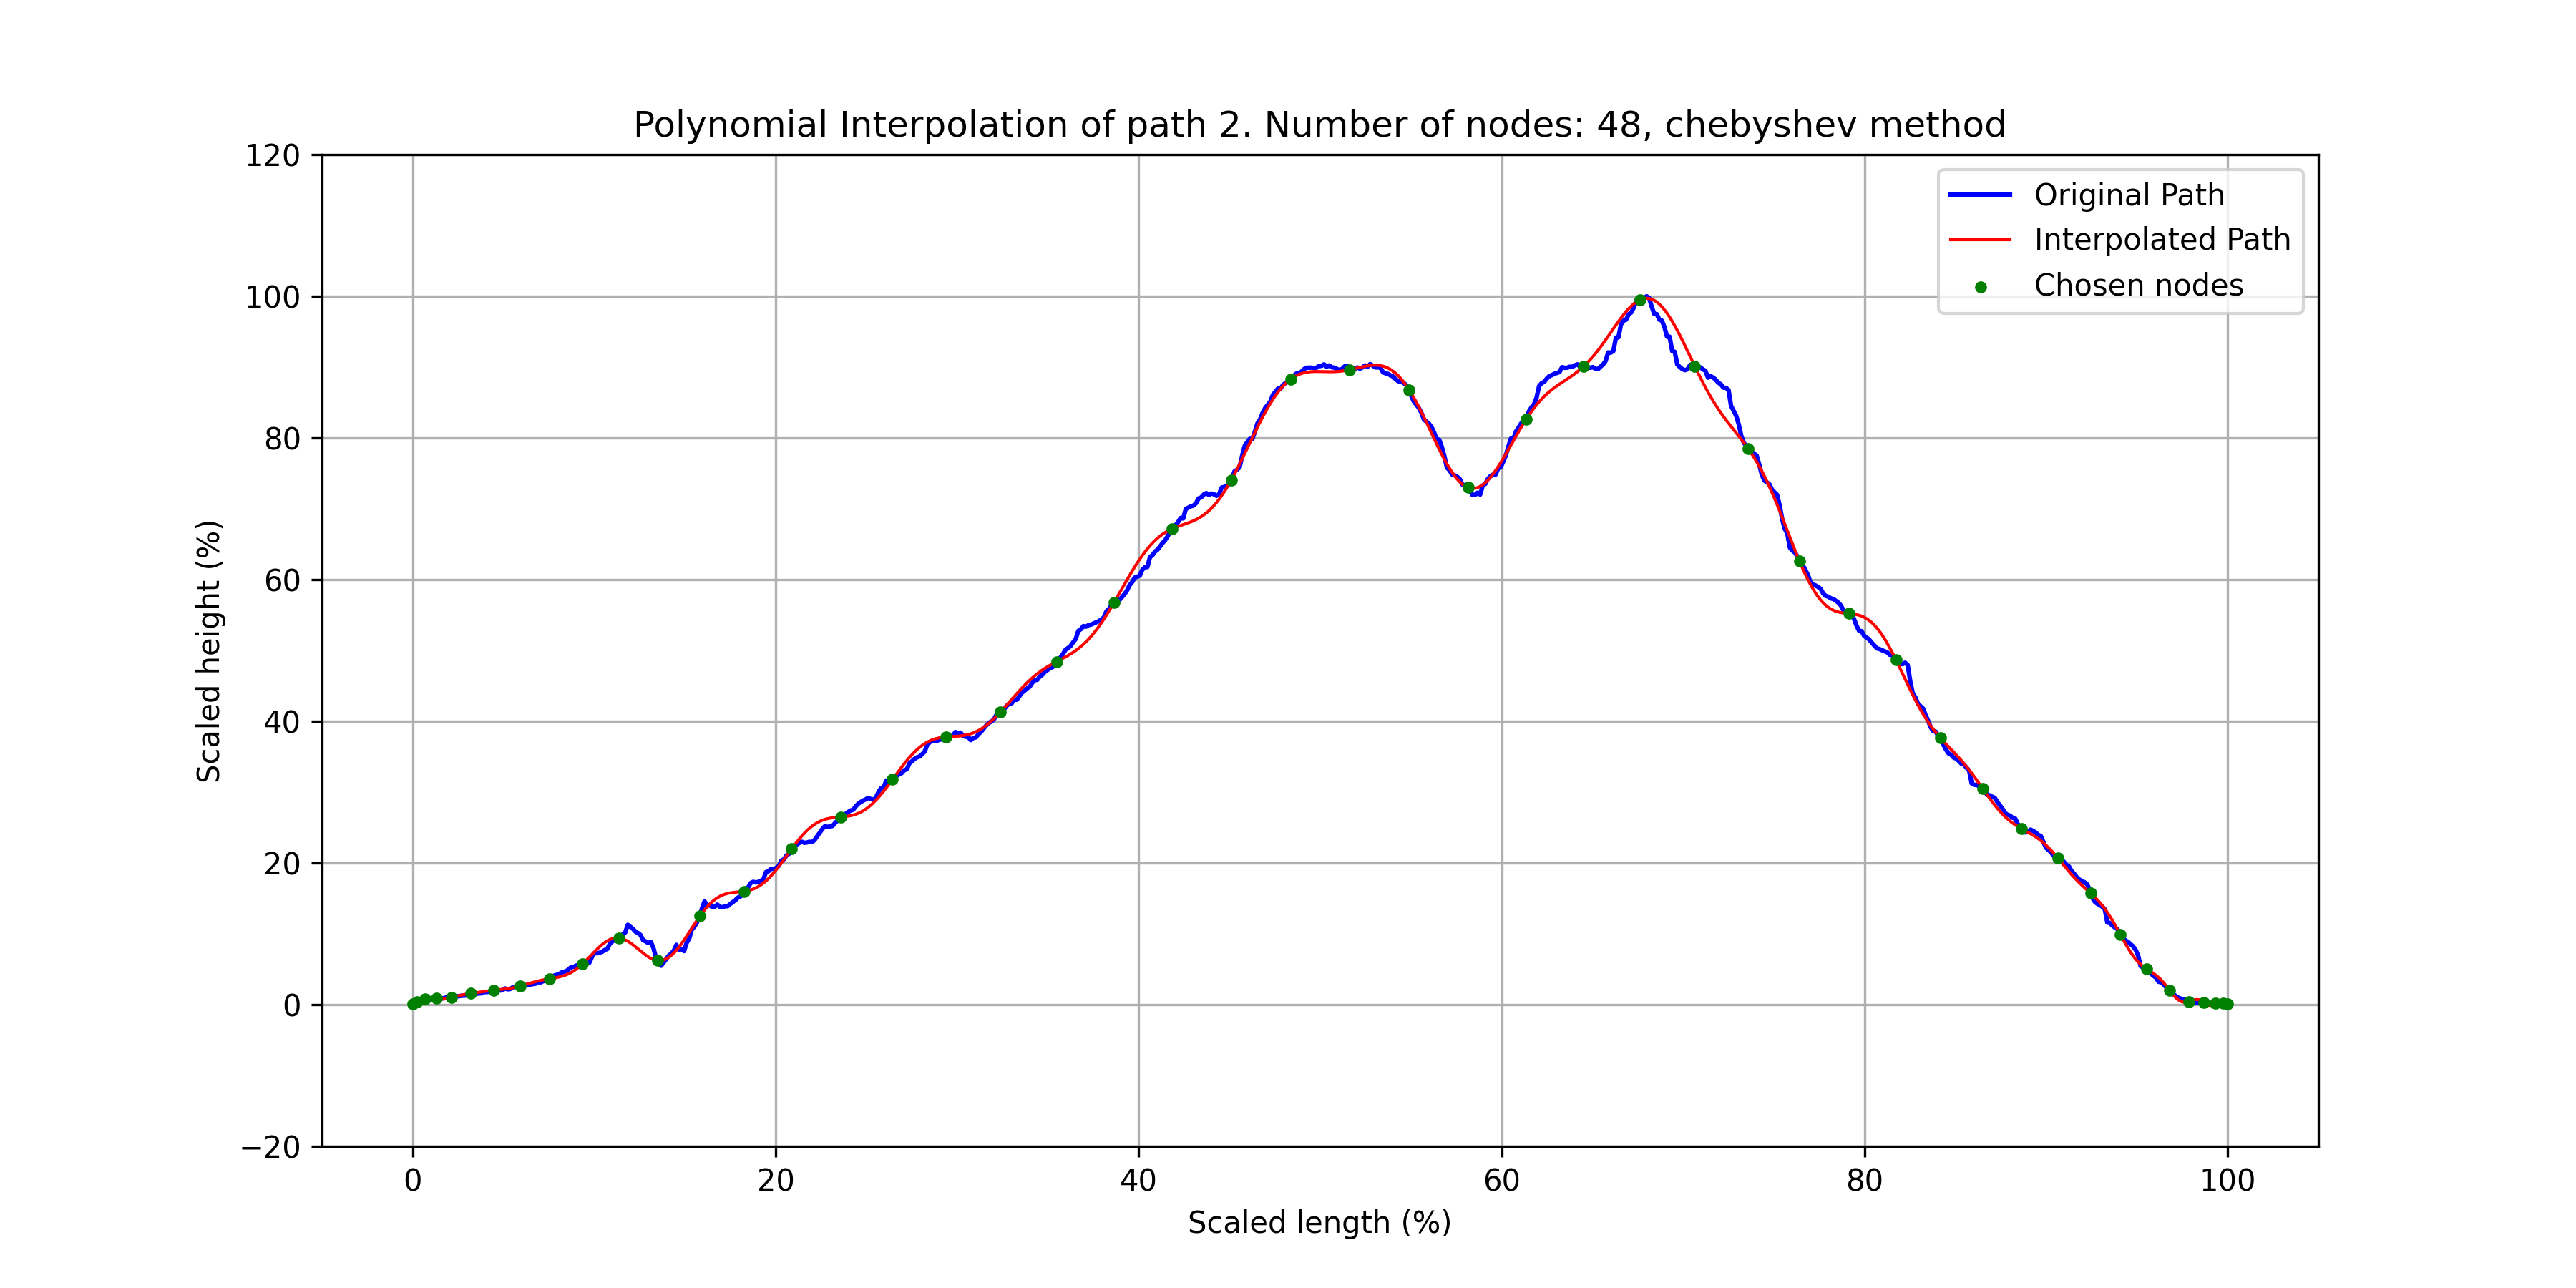 Polynomial Interpolation of path 2. Number of nodes: 48, chebyshev method
120
100
80
60
40
20
0
−20
Scaled height (%)
Original Path
Interpolated Path
Chosen nodes
0 20 40 60 80 100
Scaled length (%)